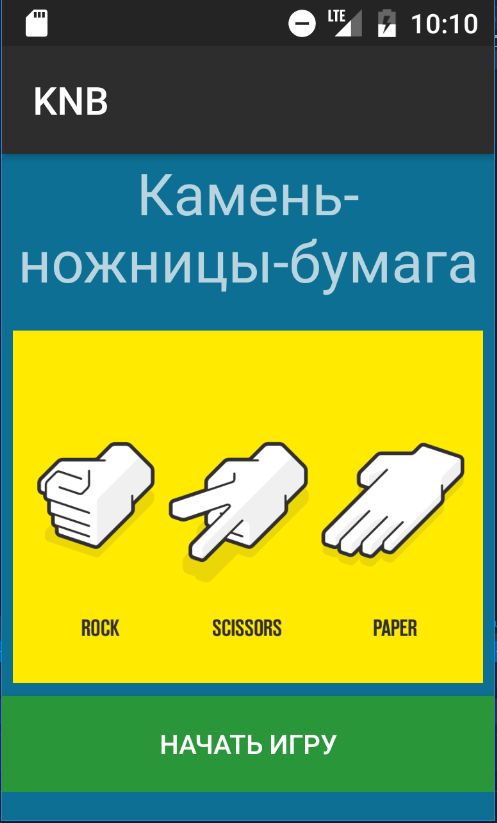 LTE
10:10
KNB
Камень-
ножницы-бумага
ROCK
SCISSORS
PAPER
НАЧАТЬ ИГРУ